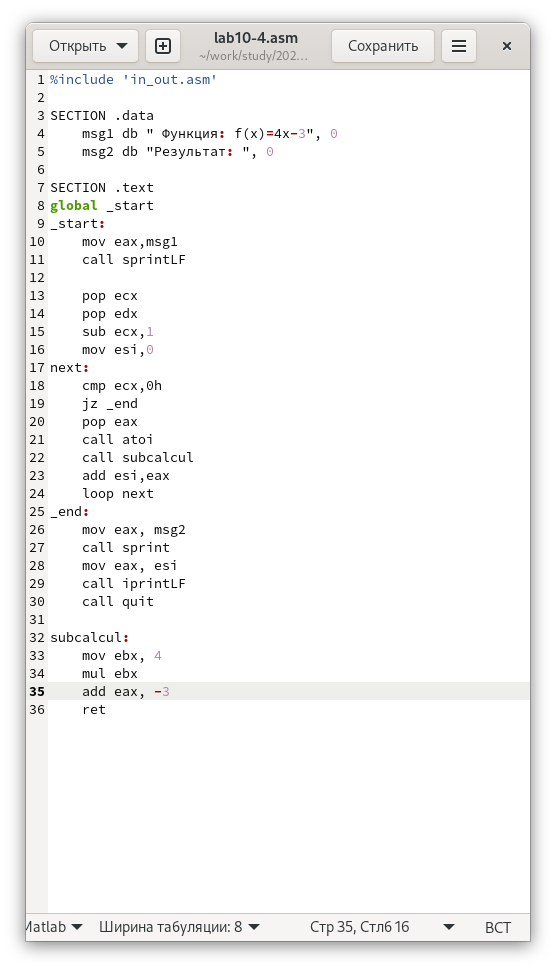 Открыть
lab10-4.asm
~/work/study/202...
Сохранить
1 %include 'in_out.asm'
2
3 SECTION .data
4     msg1 db " Функция: f(x)=4x-3", 0
5     msg2 db "Результат: ", 0
6
7 SECTION .text
8 global _start
9 _start:
10     mov eax,msg1
11     call sprintLF
12
13     pop ecx
14     pop edx
15     sub ecx,1
16     mov esi,0
17 next:
18     cmp ecx,0h
19     jz _end
20     pop eax
21     call atoi
22     call subcalcul
23     add esi,eax
24     loop next
25 _end:
26     mov eax, msg2
27     call sprint
28     mov eax, esi
29     call iprintLF
30     call quit
31
32 subcalcul:
33     mov ebx, 4
34     mul ebx
35     add eax, -3
36     ret
Matlab Ширина табуляции: 8 Стр 35, Стлб 16 ВСТ